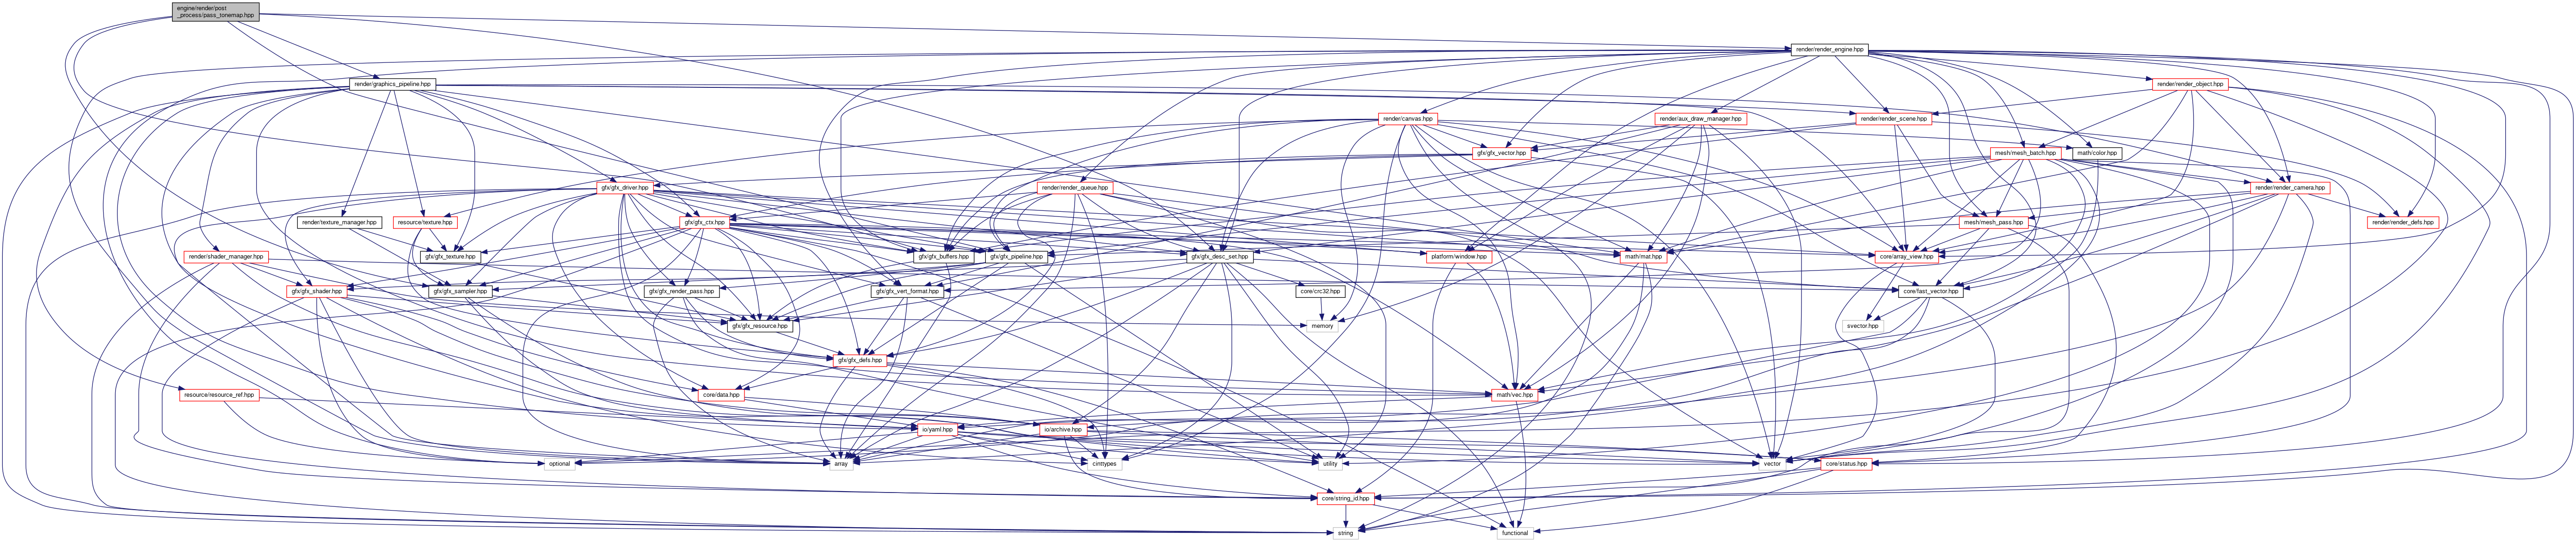 engine/render/post
_process/pass_tonemap.hpp
render/render_engine.hpp
render/graphics_pipeline.hpp
render/render_object.hpp
render/canvas.hpp
render/aux_draw_manager.hpp
render/render_scene.hpp
gfx/gfx_vector.hpp
mesh/mesh_batch.hpp
math/color.hpp
gfx/gfx_driver.hpp
render/render_queue.hpp
render/render_camera.hpp
render/texture_manager.hpp
resource/texture.hpp
gfx/gfx_ctx.hpp
mesh/mesh_pass.hpp
render/render_defs.hpp
render/shader_manager.hpp
gfx/gfx_texture.hpp
gfx/gfx_buffers.hpp
gfx/gfx_pipeline.hpp
gfx/gfx_desc_set.hpp
platform/window.hpp
math/mat.hpp
core/array_view.hpp
gfx/gfx_shader.hpp
gfx/gfx_sampler.hpp
gfx/gfx_render_pass.hpp
gfx/gfx_vert_format.hpp
core/crc32.hpp
core/fast_vector.hpp
gfx/gfx_resource.hpp
memory
svector.hpp
gfx/gfx_defs.hpp
resource/resource_ref.hpp
core/data.hpp
math/vec.hpp
io/yaml.hpp
io/archive.hpp
optional
array
cinttypes
utility
vector
core/status.hpp
core/string_id.hpp
string
functional